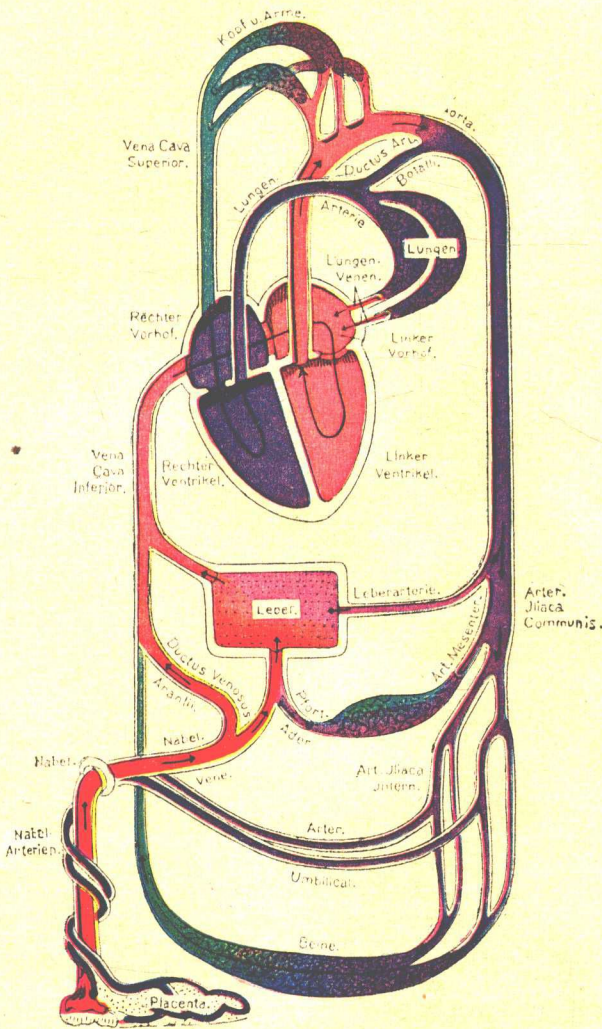 Kopf u. Arme.
Aorta.
Vena Cava
Superior.
Ductus Art.
Botalli.
Lungen.
Arterie
Lungen.
Lungen-
Venen.
Rechter
Vorhof.
Linker
Vorhof.
Vena
Cava
Inferior.
Rechter
Ventrikel.
Linker
Ventrikel.
Leber.
Leberarterie.
Arter.
Jliaca
Communis.
Art. Mesenter.
Ductus Venosus
Arantii.
Pfort.
Ader
Nabel.
Vene.
Nabel.
Art. Jliaca
Jntern.
Nabel
Arterien.
Arter.
Umbilical.
Beine.
Placenta.